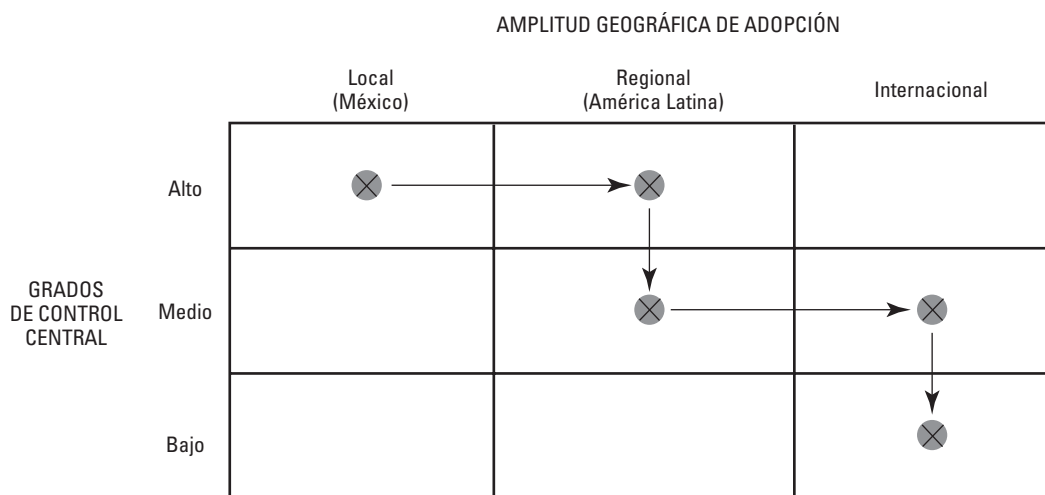 AMPLITUD GEOGRÁFICA DE ADOPCIÓN
Local
(México)
Regional
(América Latina)
Internacional
Alto
GRADOS
DE CONTROL
CENTRAL
Medio
Bajo